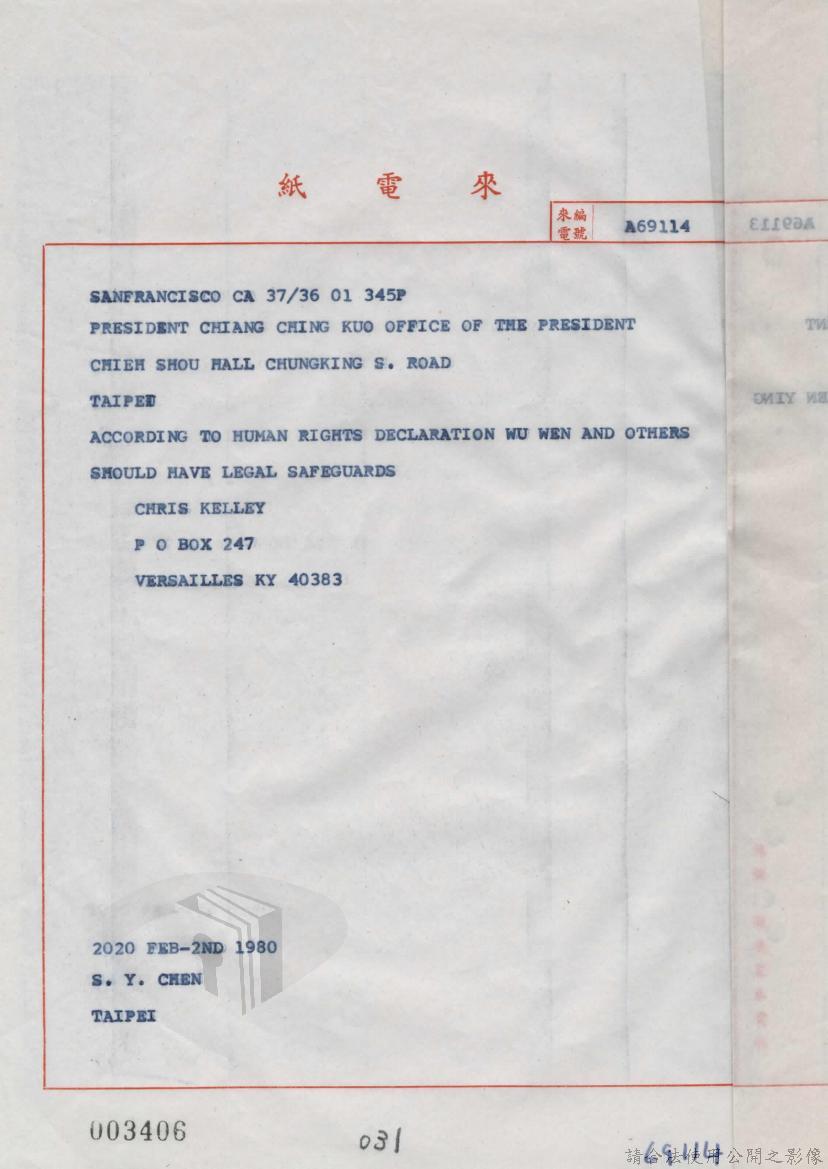 紙 電 來
來電 編號 A69114
A69113
SANFRANCISCO CA 37/36 01 345P
PRESIDENT CHIANG CHING KUO OFFICE OF THE PRESIDENT
CHIEH SHOU HALL CHUNGKING S. ROAD
TAIPEI
ACCORDING TO HUMAN RIGHTS DECLARATION WU WEN AND OTHERS
SHOULD HAVE LEGAL SAFEGUARDS
CHRIS KELLEY
P O BOX 247
VERSAILLES KY 40383
2020 FEB-2ND 1980
S. Y. CHEN
TAIPEI
003406
031
69114
請合法使用公開之影像